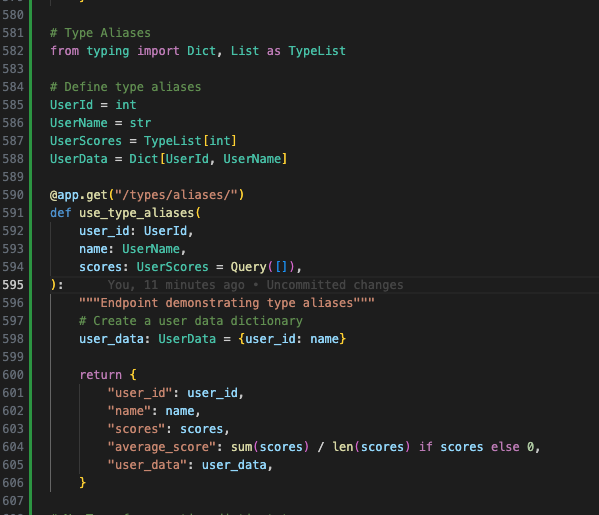 580
581 # Type Aliases
582 from typing import Dict, List as TypeList
583
584 # Define type aliases
585 UserId = int
586 UserName = str
587 UserScores = TypeList[int]
588 UserData = Dict[UserId, UserName]
589
590 @app.get("/types/aliases/")
591 def use_type_aliases(
592     user_id: UserId,
593     name: UserName,
594     scores: UserScores = Query([]),
595 ):      You, 11 minutes ago • Uncommitted changes
596     """Endpoint demonstrating type aliases"""
597     # Create a user data dictionary
598     user_data: UserData = {user_id: name}
599
600     return {
601         "user_id": user_id,
602         "name": name,
603         "scores": scores,
604         "average_score": sum(scores) / len(scores) if scores else 0,
605         "user_data": user_data,
606     }
607